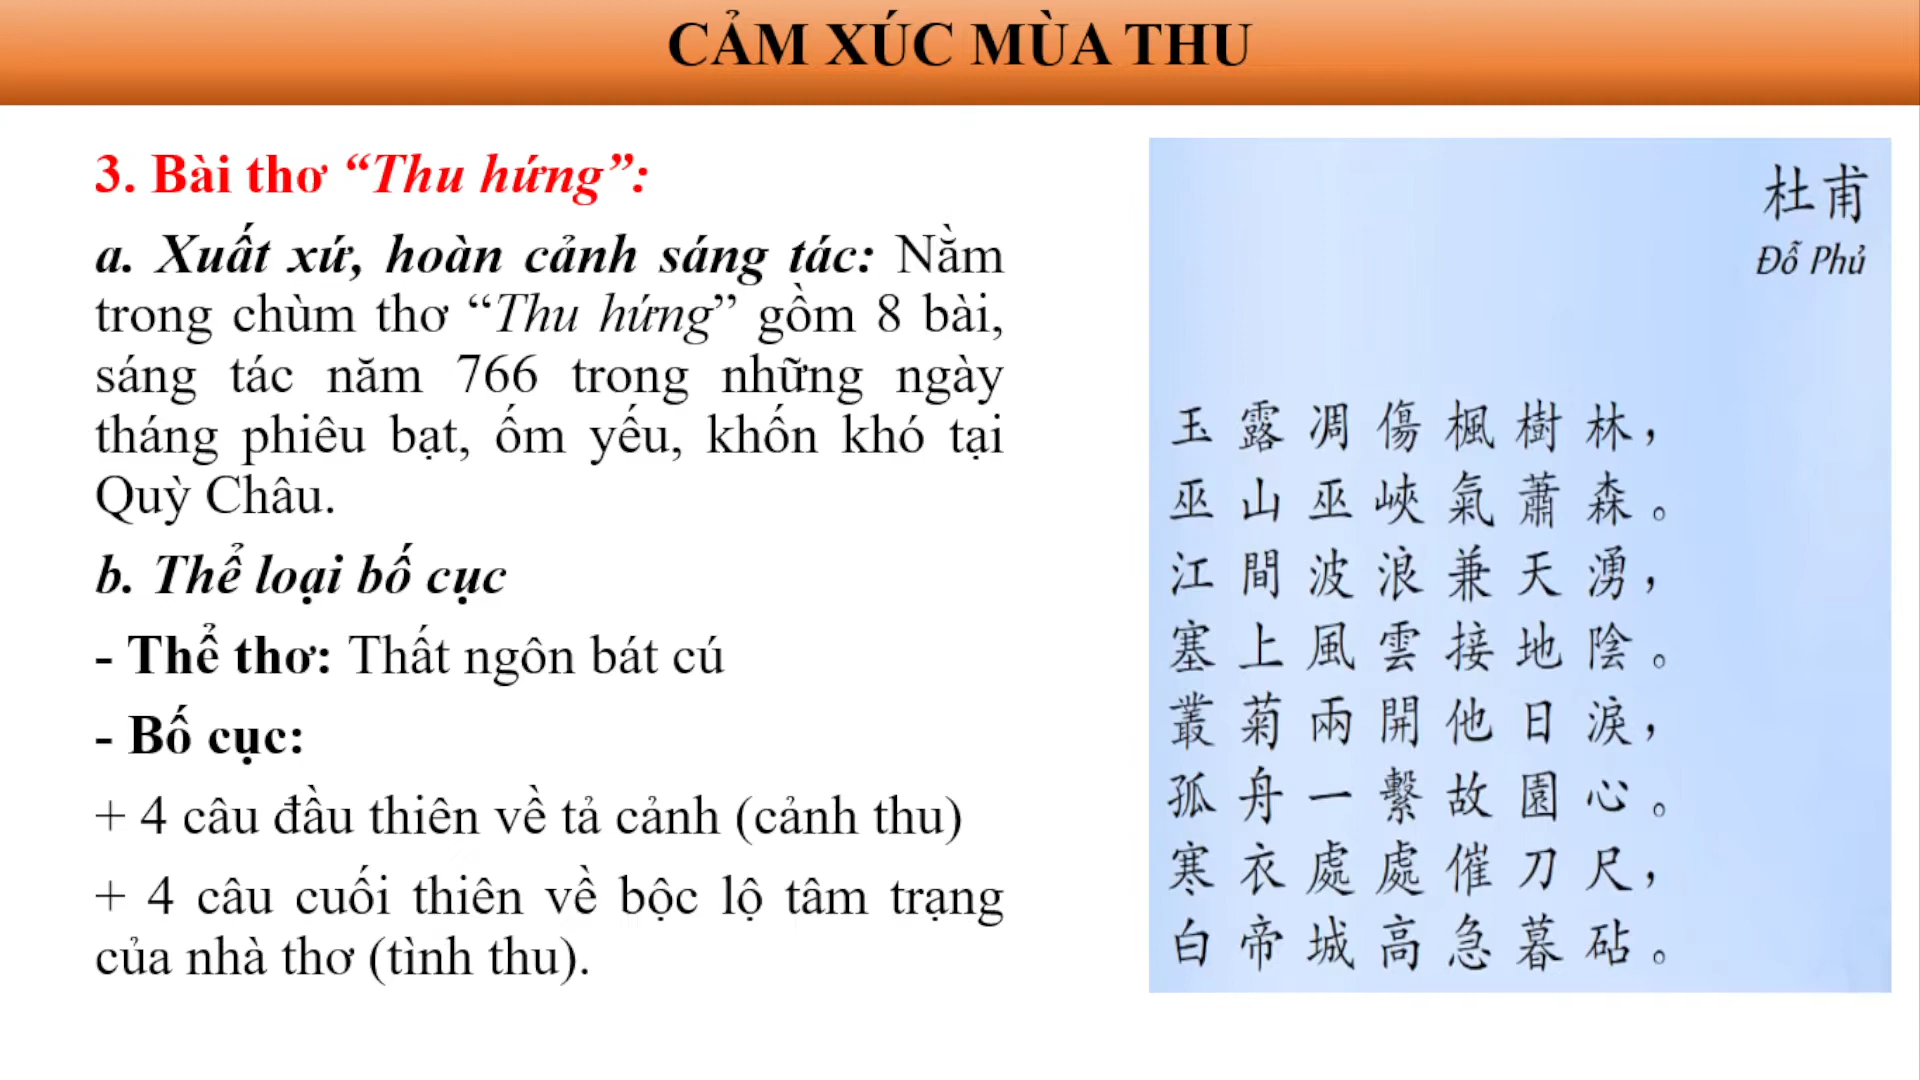 CẢM XÚC MÙA THU
3. Bài thơ “Thu hứng”:
a. Xuất xứ, hoàn cảnh sáng tác: Nằm
trong chùm thơ “Thu hứng” gồm 8 bài,
sáng tác năm 766 trong những ngày
tháng phiêu bạt, ốm yếu, khốn khó tại
Quỳ Châu.
b. Thể loại bố cục
- Thể thơ: Thất ngôn bát cú
- Bố cục:
+ 4 câu đầu thiên về tả cảnh (cảnh thu)
+ 4 câu cuối thiên về bộc lộ tâm trạng
của nhà thơ (tình thu).
杜甫
Đỗ Phủ
玉露凋傷楓樹林，
巫山巫峽氣蕭森。
江間波浪兼天湧，
塞上風雲接地陰。
叢菊兩開他日淚，
孤舟一繫故園心。
寒衣處處催刀尺，
白帝城高急暮砧。